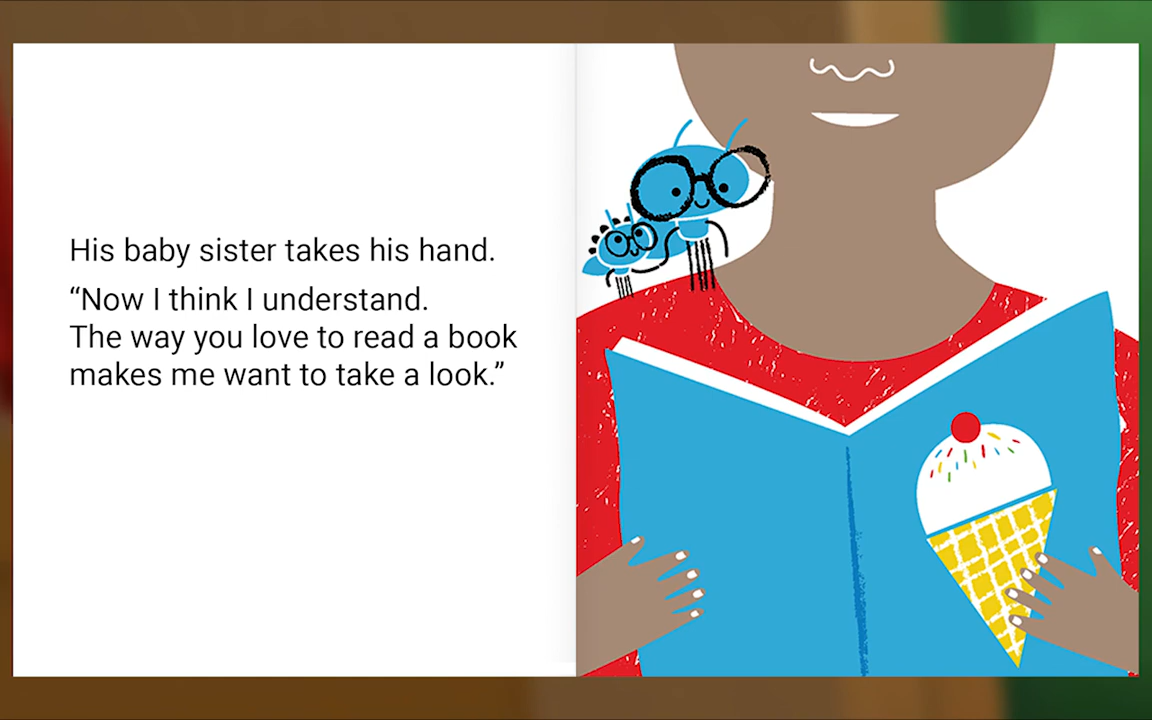 His baby sister takes his hand.
“Now I think I understand.
The way you love to read a book
makes me want to take a look.”